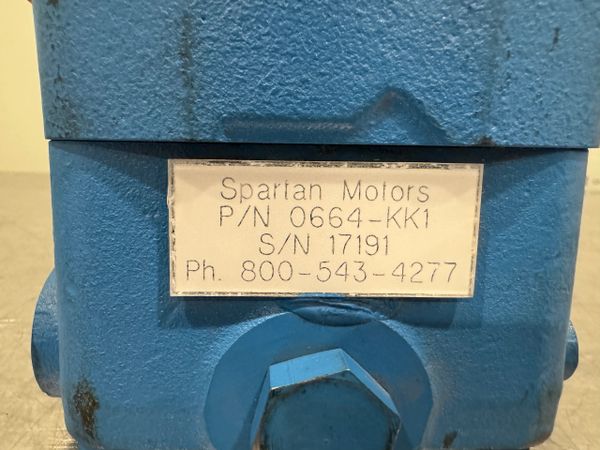 Spartan Motors
P/N 0664-KK1
S/N 17191
Ph. 800-543-4277